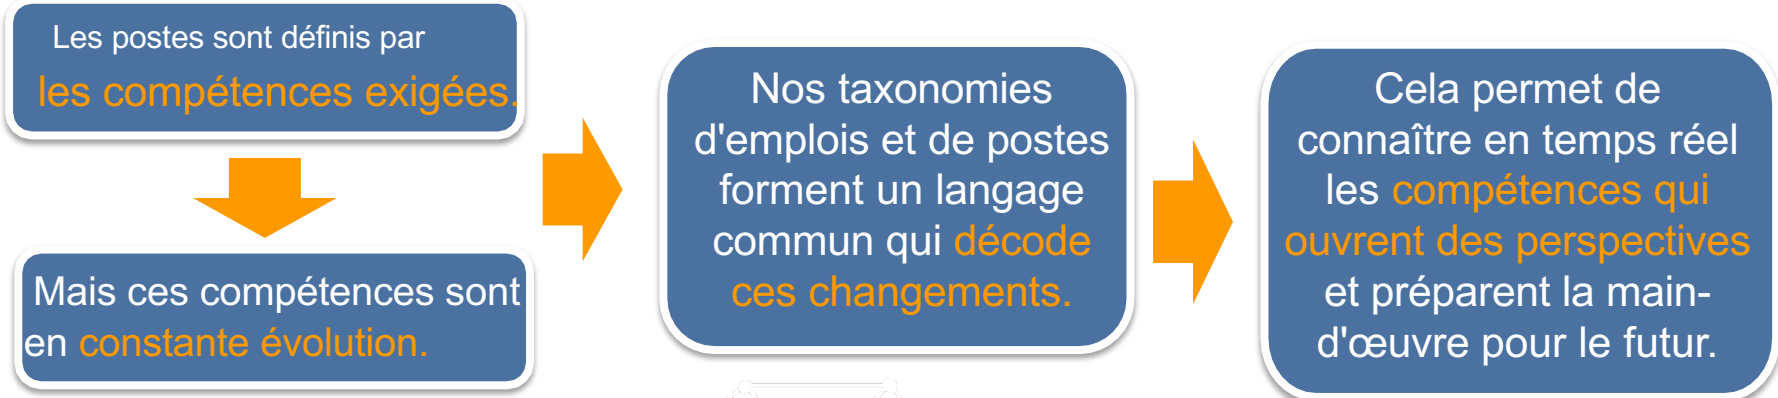 Les postes sont définis par
les compétences exigées.
Mais ces compétences sont
en constante évolution.
Nos taxonomies
d'emplois et de postes
forment un langage
commun qui décode
ces changements.
Cela permet de
connaître en temps réel
les compétences qui
ouvrent des perspectives
et préparent la main-
d'œuvre pour le futur.